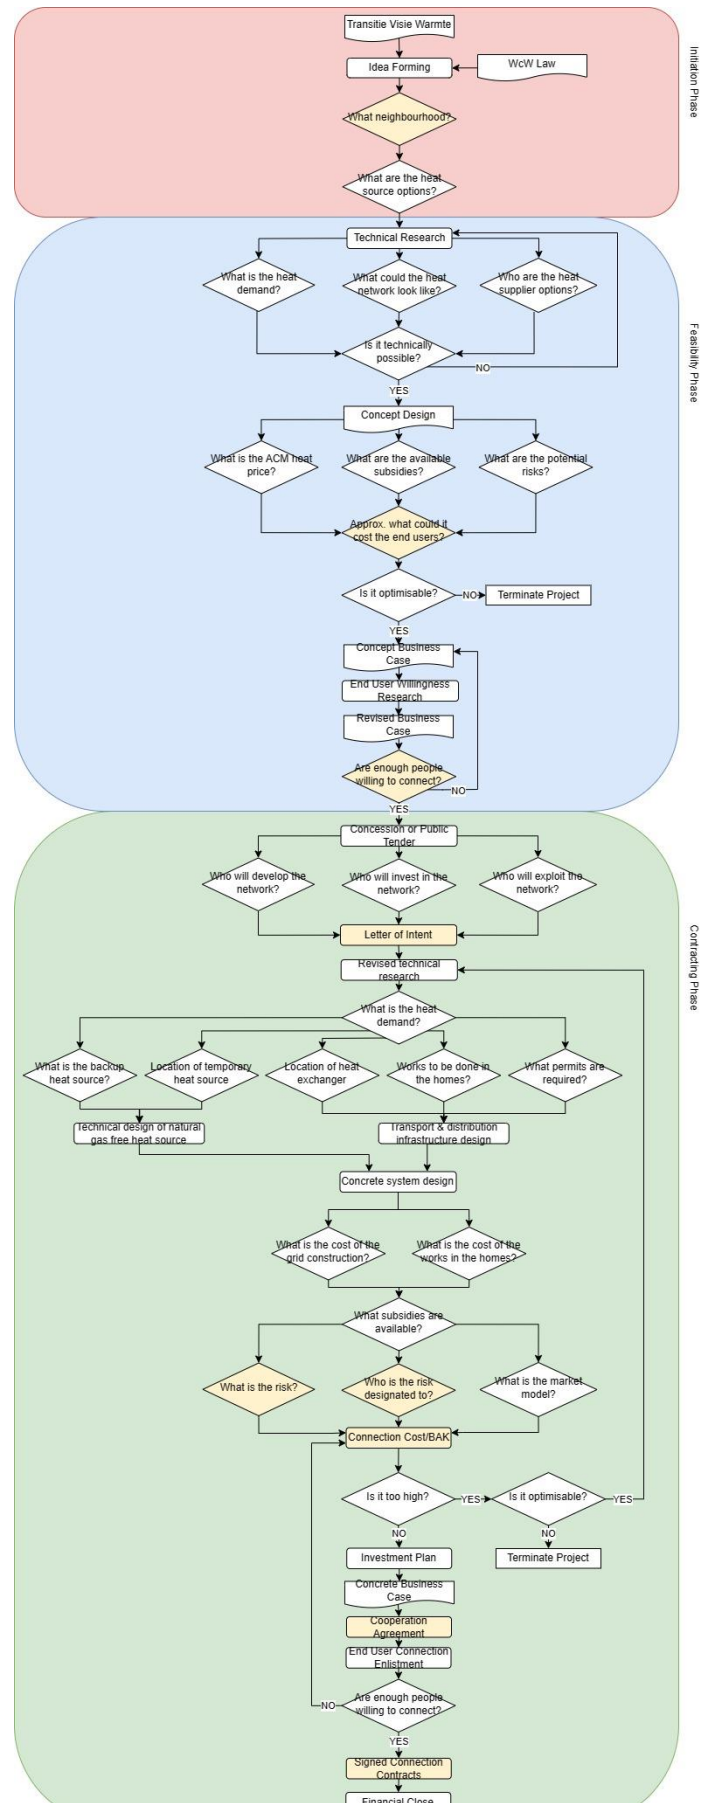 Transitie Visie Warmte
Idea Forming
WcW Law
Initiation Phase
What neighbourhood?
What are the heat
source options?
Technical Research
What is the heat
demand?
What could the heat
network look like?
Who are the heat
supplier options?
Feasibility Phase
Is it technically
possible?
NO
YES
Concept Design
What is the ACM heat
price?
What are the available
subsidies?
What are the potential
risks?
Approx. what could it
cost the end users?
Is it optimisable?
NO
Terminate Project
YES
Concept Business
Case
End User Willingness
Research
Revised Business
Case
Are enough people
willing to connect?
NO
YES
Concession or Public
Tender
Who will develop the
network?
Who will invest in the
network?
Who will exploit the
network?
Letter of Intent
Contracting Phase
Revised technical
research
What is the heat
demand?
What is the backup
heat source?
Location of temporary
heat source
Location of heat
exchanger
Works to be done in
the homes?
What permits are
required?
Technical design of natural
gas free heat source
Transport & distribution
infrastructure design
Concrete system design
What is the cost of the
grid construction?
What is the cost of the
works in the homes?
What subsidies are
available?
What is the risk?
Who is the risk
designated to?
What is the market
model?
Connection Cost/BAK
Is it too high?
YES
Is it optimisable?
YES
NO
NO
Investment Plan
Terminate Project
Concrete Business
Case
Cooperation
Agreement
End User Connection
Enlistment
Are enough people
willing to connect?
NO
YES
Signed Connection
Contracts
Financial Close